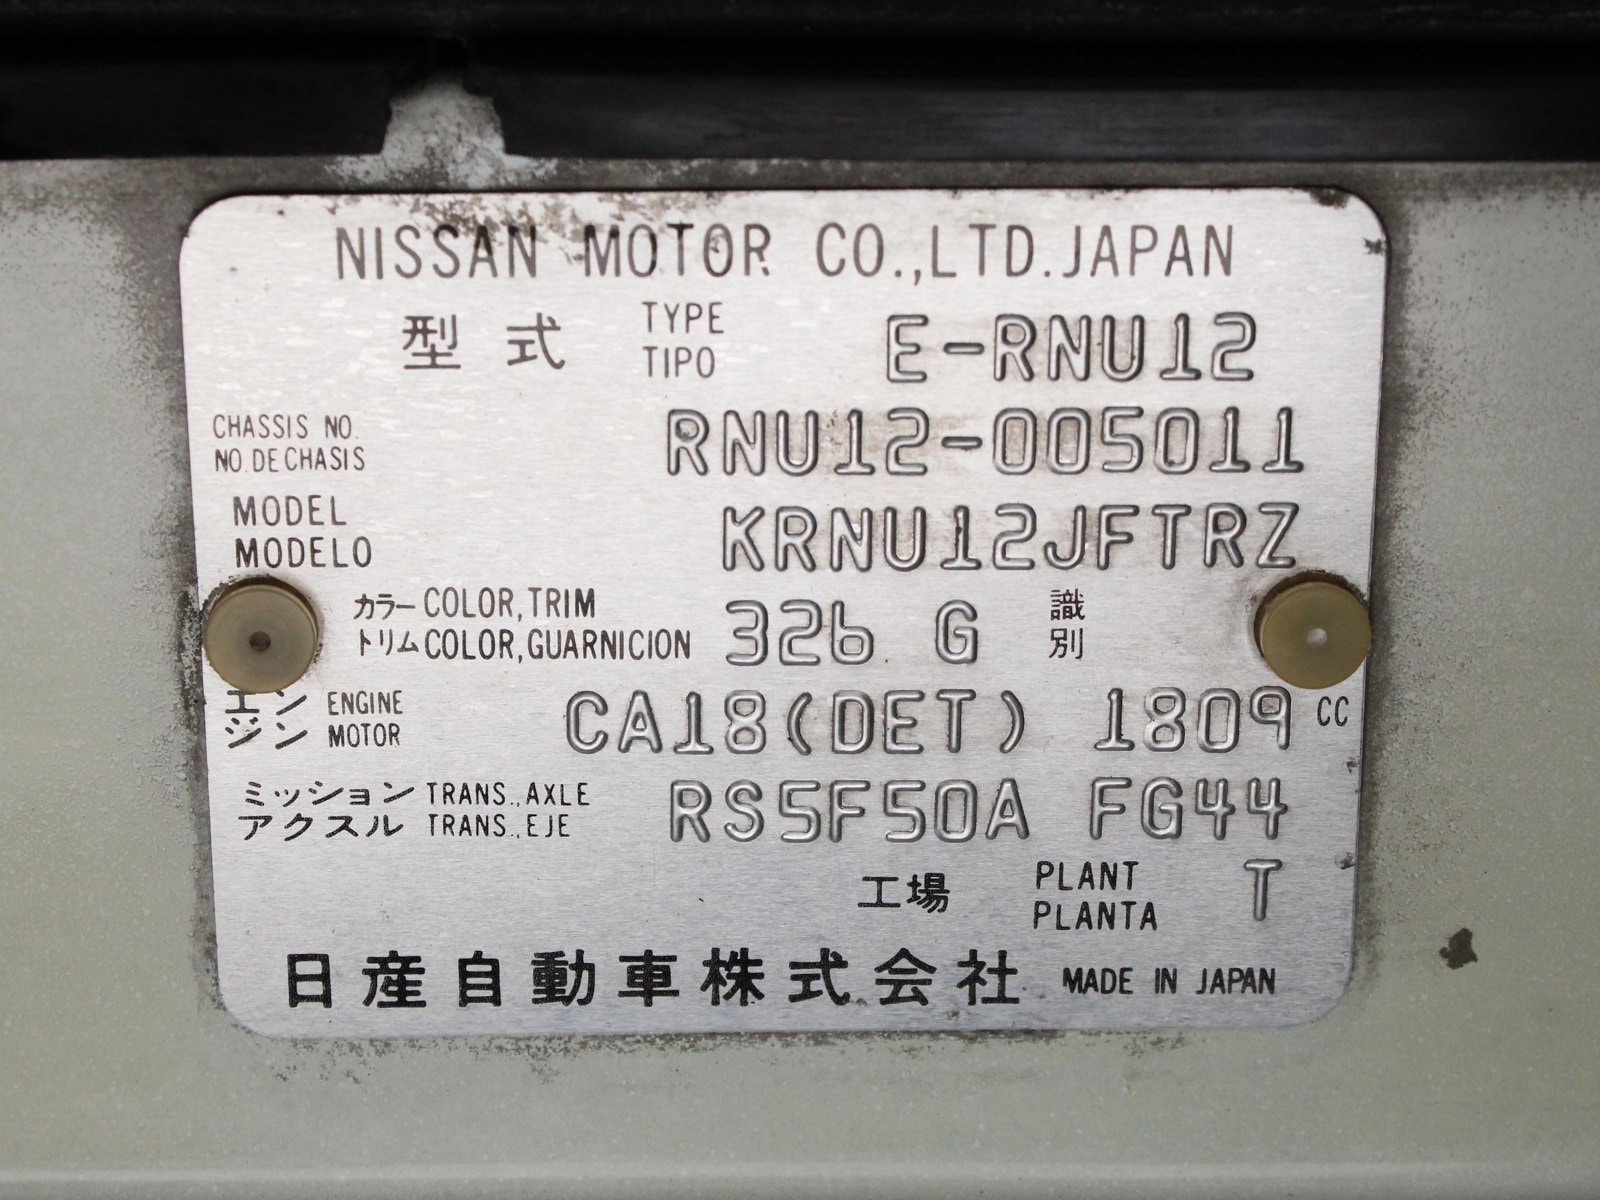 NISSAN MOTOR CO.,LTD.JAPAN
型式 TYPE E-RNU12
TIPO
CHASSIS NO. RNU12-005011
NO.DE CHASIS
MODEL KRNU12JFTRZ
MODELO
カラー COLOR,TRIM 326 G 識別
トリム COLOR,GUARNICION
エンジン ENGINE CA18(DET) 1809 CC
MOTOR
ミッション TRANS.,AXLE RS5F50A FG44
アクスル TRANS.,EJE
工場 PLANT T
PLANTA
日産自動車株式会社 MADE IN JAPAN